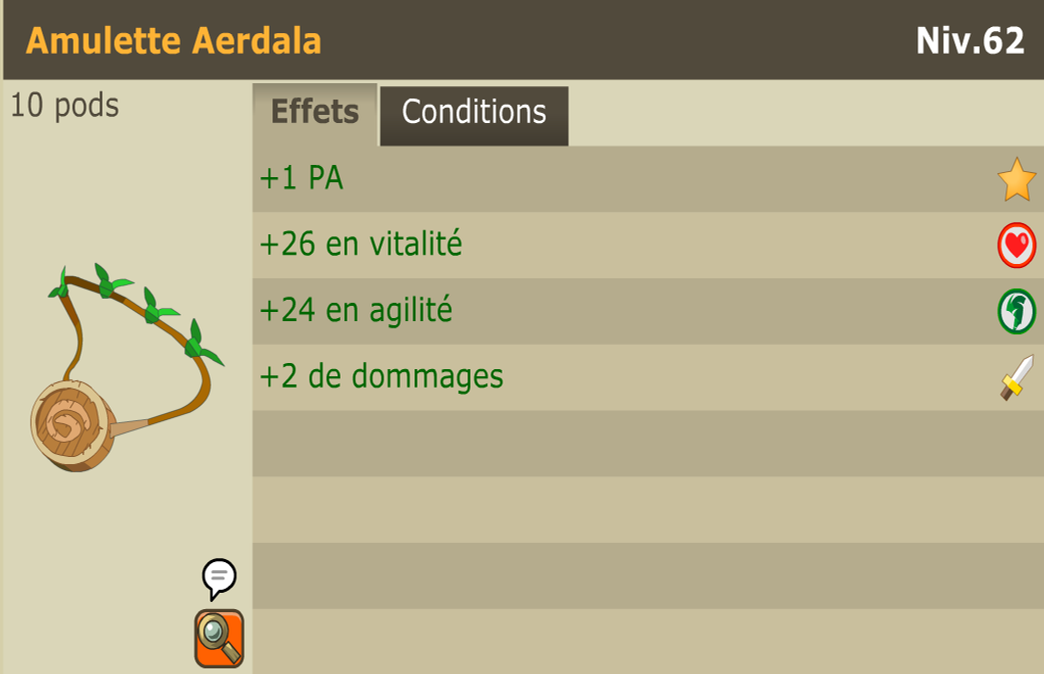 Amulette Aerdala
Niv.62
10 pods
Effets
Conditions
+1 PA
+26 en vitalité
+24 en agilité
+2 de dommages